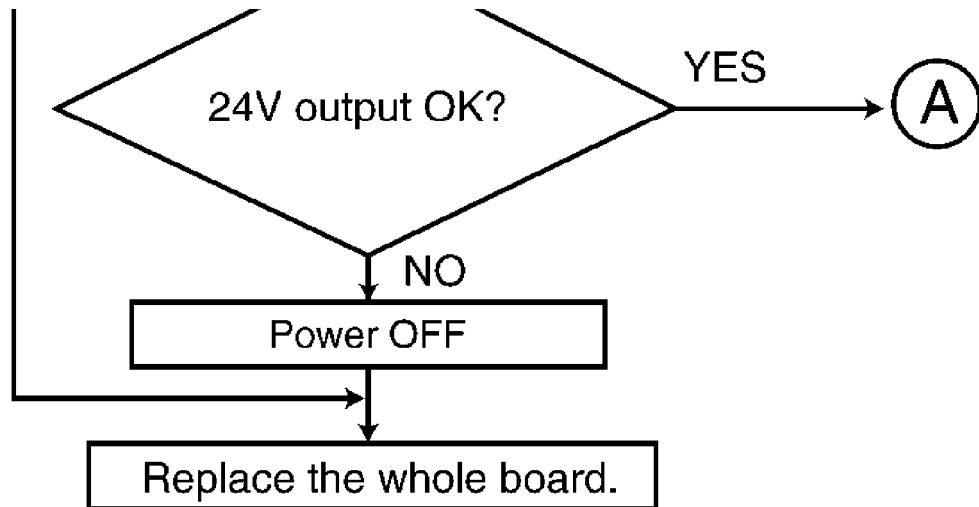 24V output OK?
YES
A
NO
Power OFF
Replace the whole board.